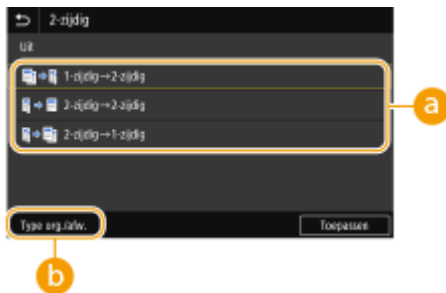 2-zijdig
Uit
1-zijdig→2-zijdig
2-zijdig→2-zijdig
2-zijdig→1-zijdig
a
Type org./afw.
Toepassen
b